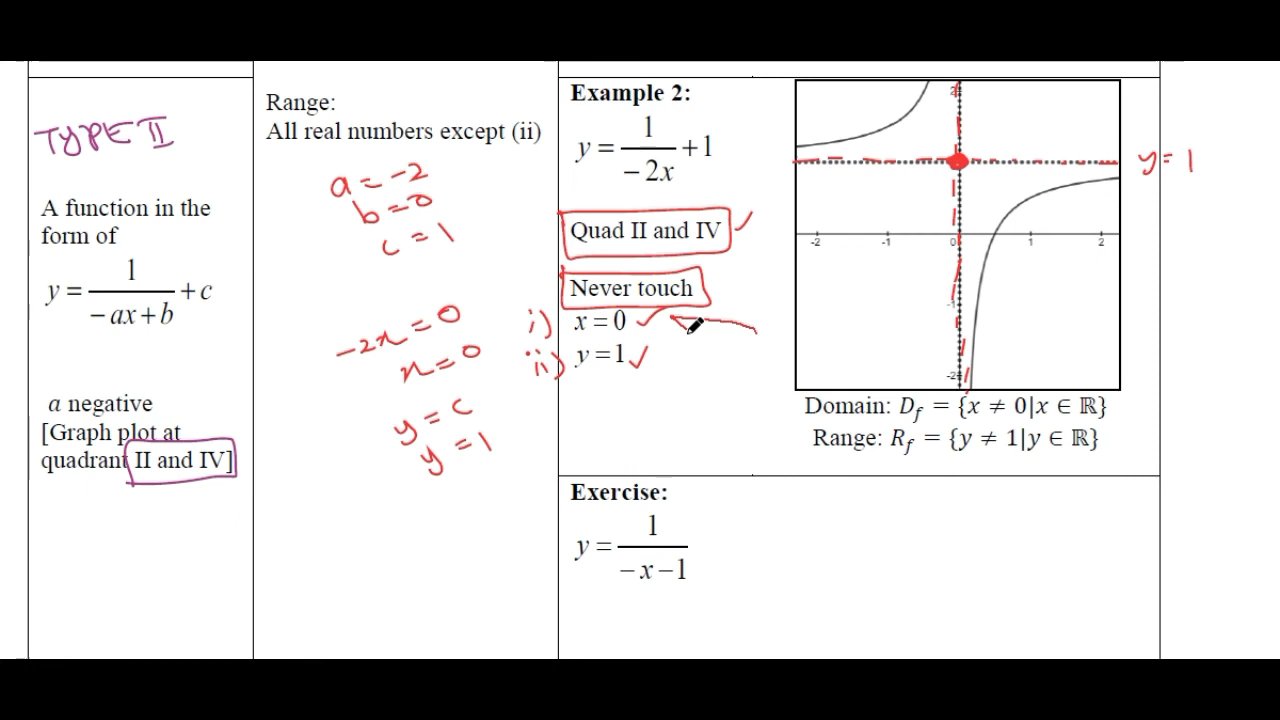 TYPE II
A function in the
form of
y = 1/(-ax+b) + c
a negative
[Graph plot at
quadrant II and IV]
Range:
All real numbers except (ii)
a = -2
b = 0
c = 1
-2x = 0
x = 0
y = c
y = 1
Example 2:
y = 1/(-2x) + 1
Quad II and IV
Never touch
i) x = 0
ii) y = 1
2
-2 -1 0 1 2
-1
-2
y = 1
Domain: D_f = {x ≠ 0|x ∈ ℝ}
Range: R_f = {y ≠ 1|y ∈ ℝ}
Exercise:
y = 1/(-x-1)